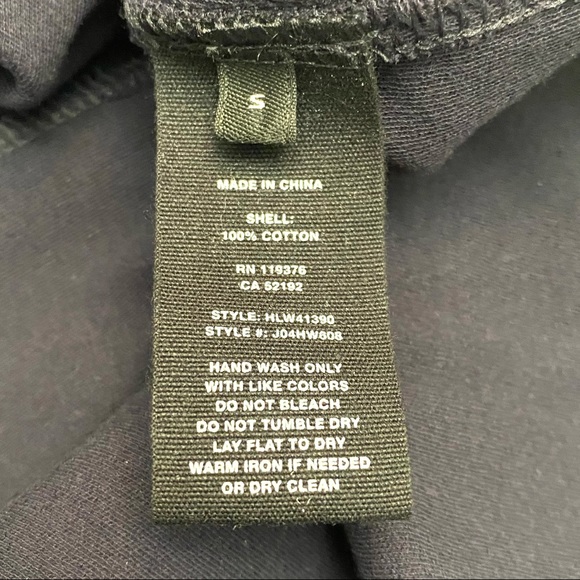 S
MADE IN CHINA
SHELL:
100% COTTON
RN 119376
CA 52192
STYLE: HLW41390
STYLE #: J04HW808
HAND WASH ONLY
WITH LIKE COLORS
DO NOT BLEACH
DO NOT TUMBLE DRY
LAY FLAT TO DRY
WARM IRON IF NEEDED
OR DRY CLEAN